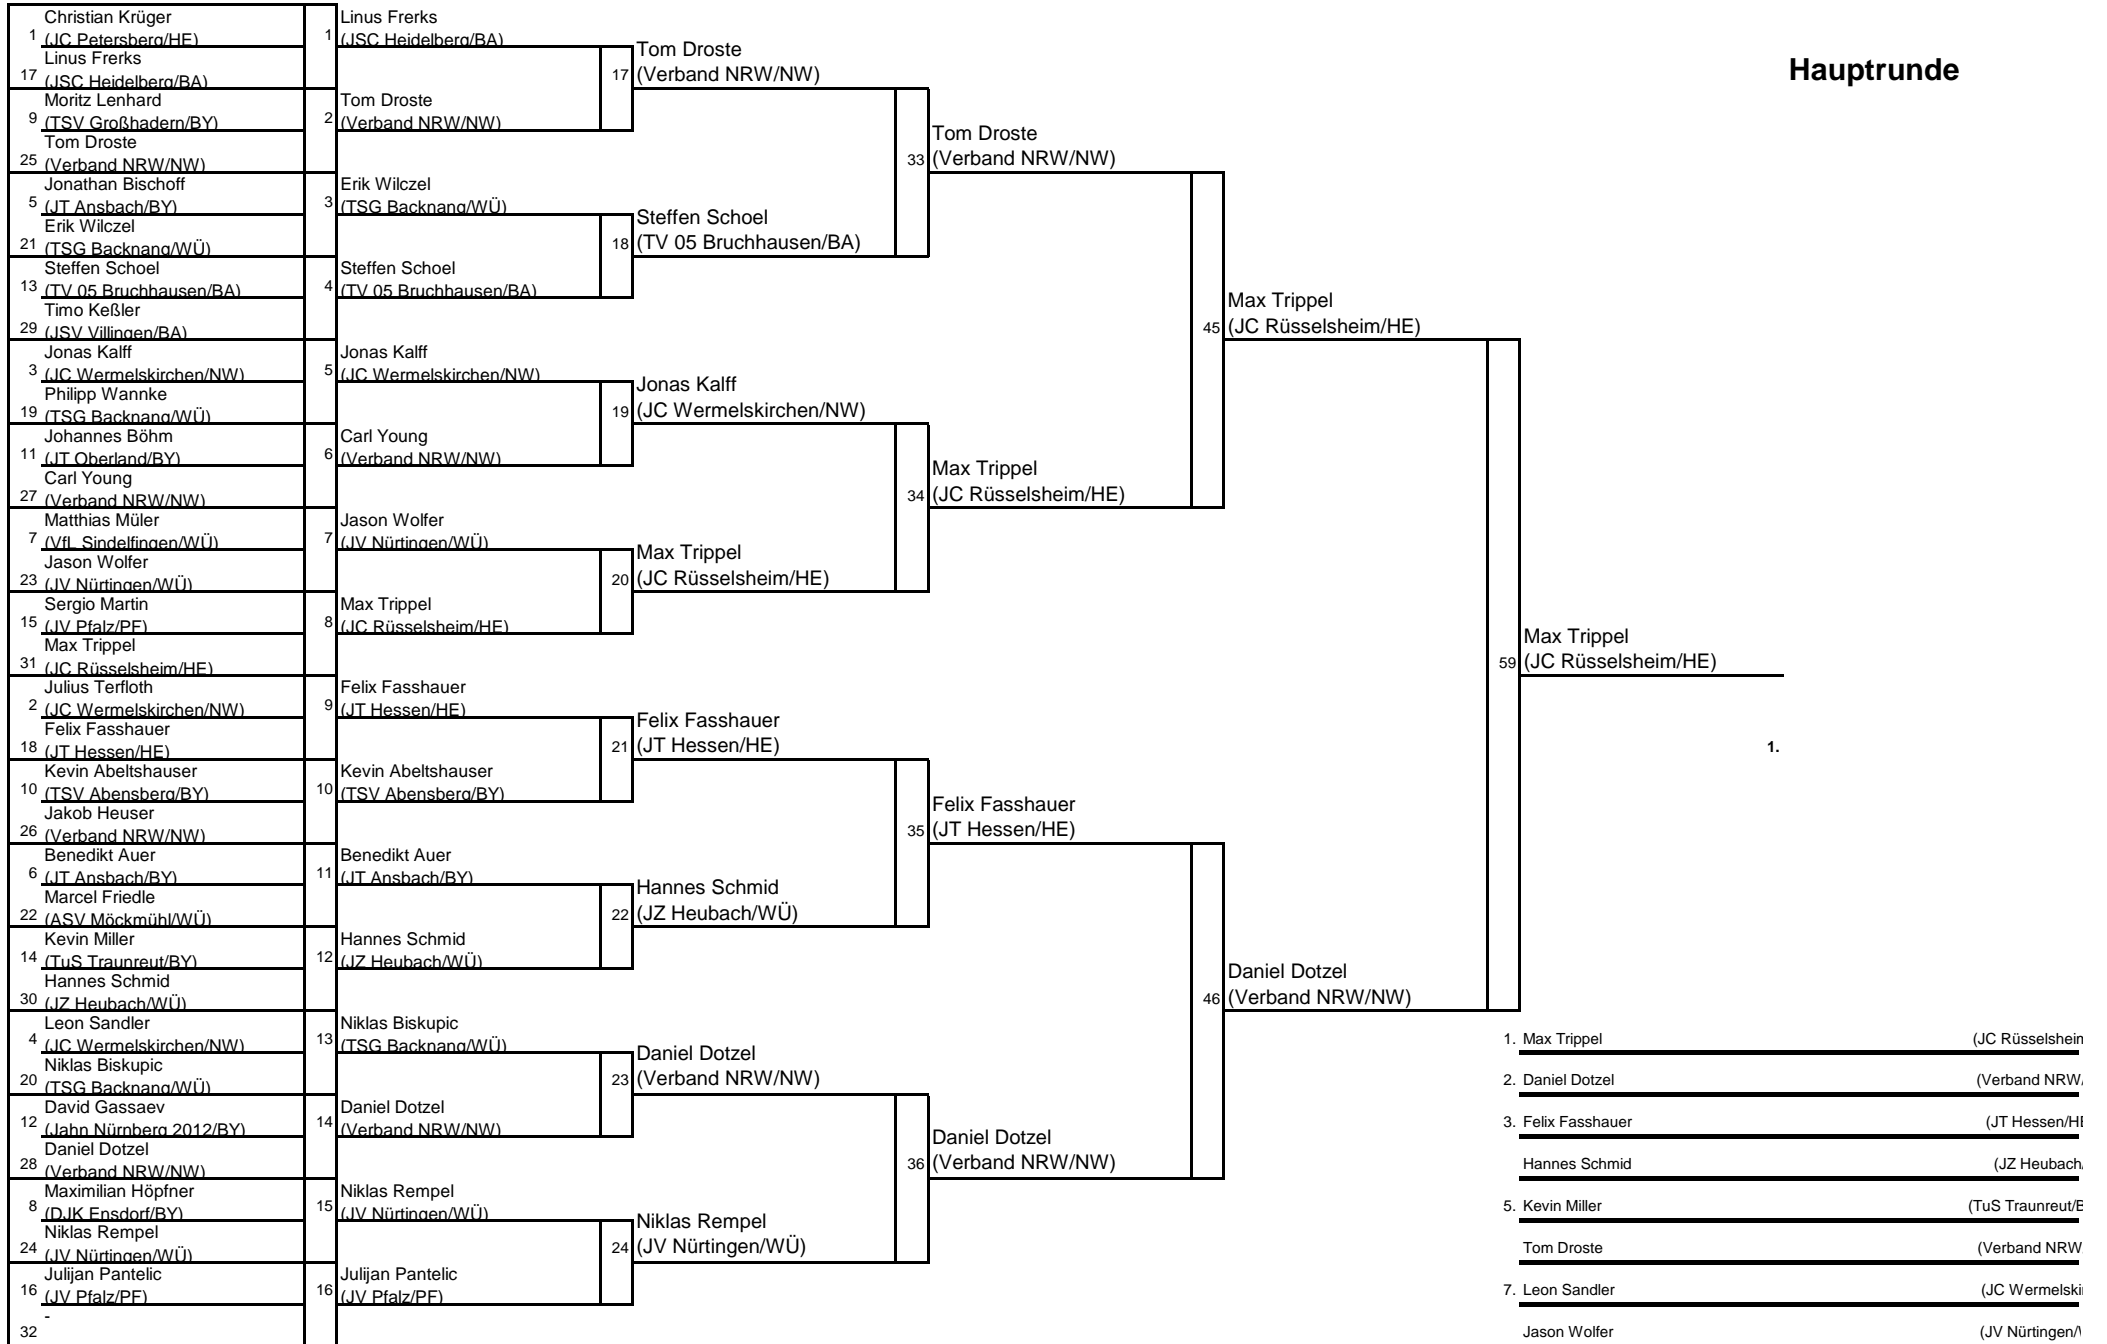 Hauptrunde
1 Christian Krüger
(JC Petersberg/HE)
17 Linus Frerks
(JSC Heidelberg/BA)
9 Moritz Lenhard
(TSV Großhadern/BY)
25 Tom Droste
(Verband NRW/NW)
5 Jonathan Bischoff
(JT Ansbach/BY)
21 Erik Wilczel
(TSG Backnang/WÜ)
13 Steffen Schoel
(TV 05 Bruchhausen/BA)
29 Timo Keßler
(JSV Villingen/BA)
3 Jonas Kalff
(JC Wermelskirchen/NW)
19 Philipp Wannke
(TSG Backnang/WÜ)
11 Johannes Böhm
(JT Oberland/BY)
27 Carl Young
(Verband NRW/NW)
7 Matthias Müler
(VfL Sindelfingen/WÜ)
23 Jason Wolfer
(JV Nürtingen/WÜ)
15 Sergio Martin
(JV Pfalz/PF)
31 Max Trippel
(JC Rüsselsheim/HE)
2 Julius Terfloth
(JC Wermelskirchen/NW)
18 Felix Fasshauer
(JT Hessen/HE)
10 Kevin Abeltshauser
(TSV Abensberg/BY)
26 Jakob Heuser
(Verband NRW/NW)
6 Benedikt Auer
(JT Ansbach/BY)
22 Marcel Friedle
(ASV Möckmühl/WÜ)
14 Kevin Miller
(TuS Traunreut/BY)
30 Hannes Schmid
(JZ Heubach/WÜ)
4 Leon Sandler
(JC Wermelskirchen/NW)
20 Niklas Biskupic
(TSG Backnang/WÜ)
12 David Gassaev
(Jahn Nürnberg 2012/BY)
28 Daniel Dotzel
(Verband NRW/NW)
8 Maximilian Höpfner
(DJK Ensdorf/BY)
24 Niklas Rempel
(JV Nürtingen/WÜ)
16 Julijan Pantelic
(JV Pfalz/PF)
32 -
1 Linus Frerks
(JSC Heidelberg/BA)
2 Tom Droste
(Verband NRW/NW)
3 Erik Wilczel
(TSG Backnang/WÜ)
4 Steffen Schoel
(TV 05 Bruchhausen/BA)
5 Jonas Kalff
(JC Wermelskirchen/NW)
6 Carl Young
(Verband NRW/NW)
7 Jason Wolfer
(JV Nürtingen/WÜ)
8 Max Trippel
(JC Rüsselsheim/HE)
9 Felix Fasshauer
(JT Hessen/HE)
10 Kevin Abeltshauser
(TSV Abensberg/BY)
11 Benedikt Auer
(JT Ansbach/BY)
12 Hannes Schmid
(JZ Heubach/WÜ)
13 Niklas Biskupic
(TSG Backnang/WÜ)
14 Daniel Dotzel
(Verband NRW/NW)
15 Niklas Rempel
(JV Nürtingen/WÜ)
16 Julijan Pantelic
(JV Pfalz/PF)
17 Tom Droste
(Verband NRW/NW)
18 Steffen Schoel
(TV 05 Bruchhausen/BA)
19 Jonas Kalff
(JC Wermelskirchen/NW)
20 Max Trippel
(JC Rüsselsheim/HE)
21 Felix Fasshauer
(JT Hessen/HE)
22 Hannes Schmid
(JZ Heubach/WÜ)
23 Daniel Dotzel
(Verband NRW/NW)
24 Niklas Rempel
(JV Nürtingen/WÜ)
33 Tom Droste
(Verband NRW/NW)
34 Max Trippel
(JC Rüsselsheim/HE)
35 Felix Fasshauer
(JT Hessen/HE)
36 Daniel Dotzel
(Verband NRW/NW)
45 Max Trippel
(JC Rüsselsheim/HE)
46 Daniel Dotzel
(Verband NRW/NW)
59 Max Trippel
(JC Rüsselsheim/HE)
1.
1. Max Trippel (JC Rüsselsheim
2. Daniel Dotzel (Verband NRW/
3. Felix Fasshauer (JT Hessen/HE
Hannes Schmid (JZ Heubach/
5. Kevin Miller (TuS Traunreut/B
Tom Droste (Verband NRW
7. Leon Sandler (JC Wermelski
Jason Wolfer (JV Nürtingen/